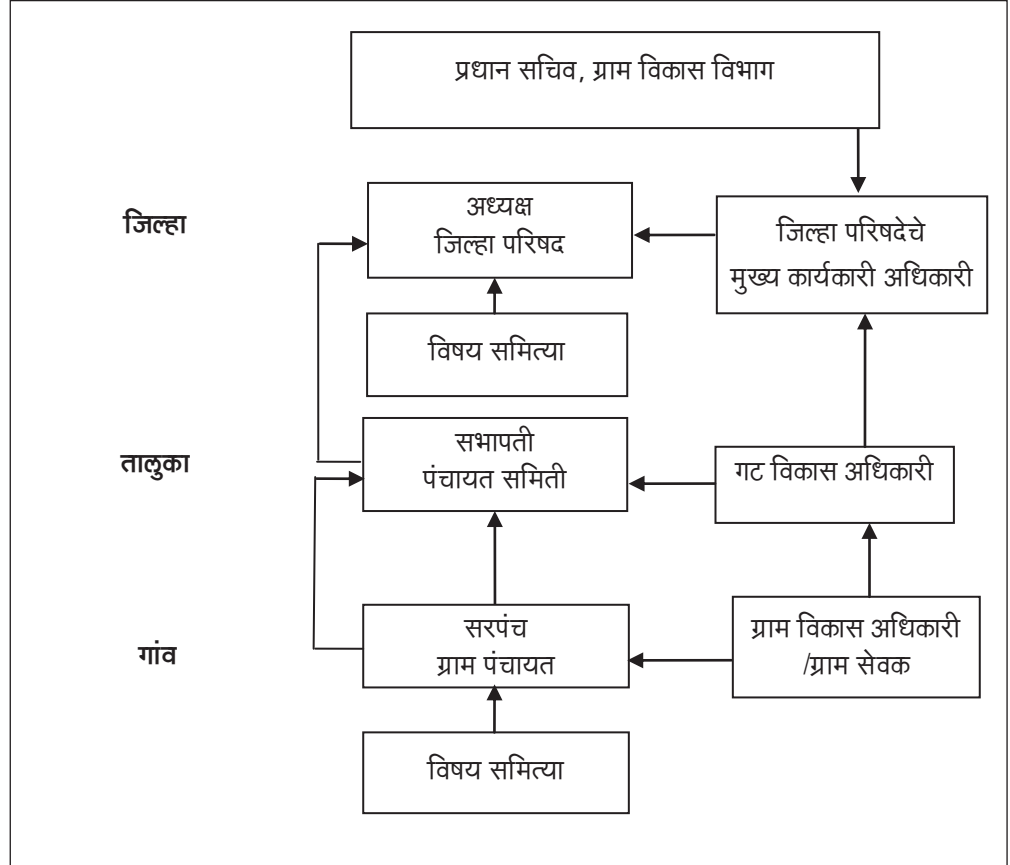 प्रधान सचिव, ग्राम विकास विभाग
जिल्हा
अध्यक्ष
जिल्हा परिषद
जिल्हा परिषदेचे
मुख्य कार्यकारी अधिकारी
विषय समित्या
तालुका
सभापती
पंचायत समिती
गट विकास अधिकारी
गांव
सरपंच
ग्राम पंचायत
ग्राम विकास अधिकारी
/ग्राम सेवक
विषय समित्या